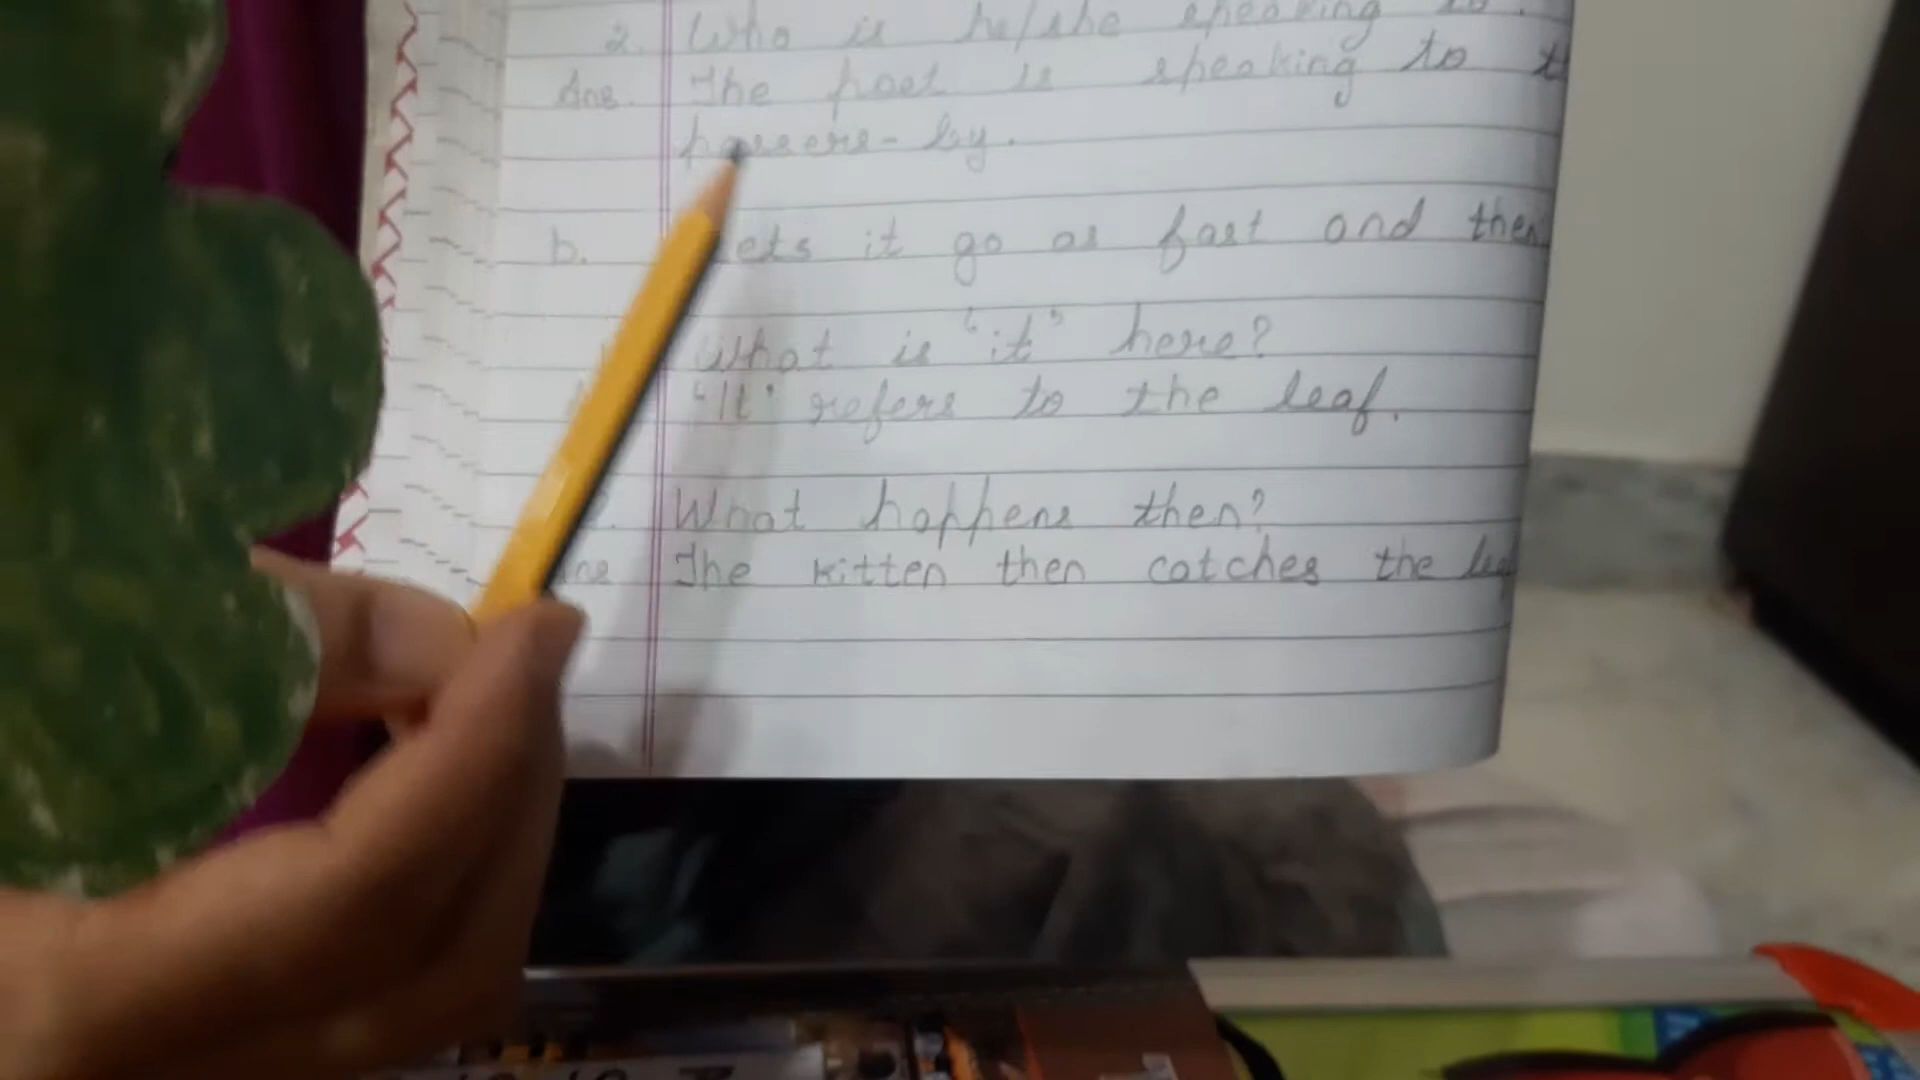 2. Who is he/she speaking to.
Ans. The poet is speaking to t
passers-by.
b. lets it go as fast and then
What is "it" here?
"It" refers to the leaf.
What happens then?
Ans The kitten then catches the leaf